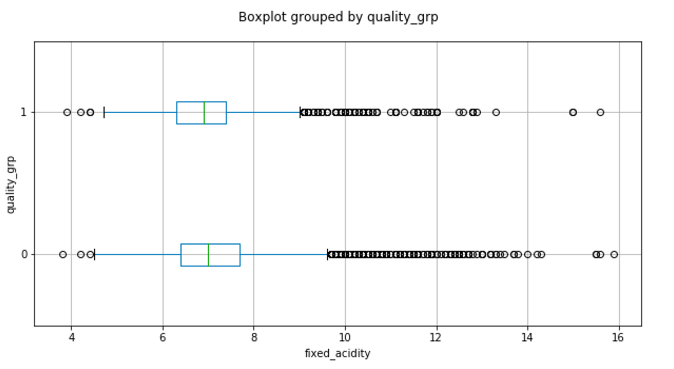 Boxplot grouped by quality_grp
1
quality_grp
0
4 6 8 10 12 14 16
fixed_acidity